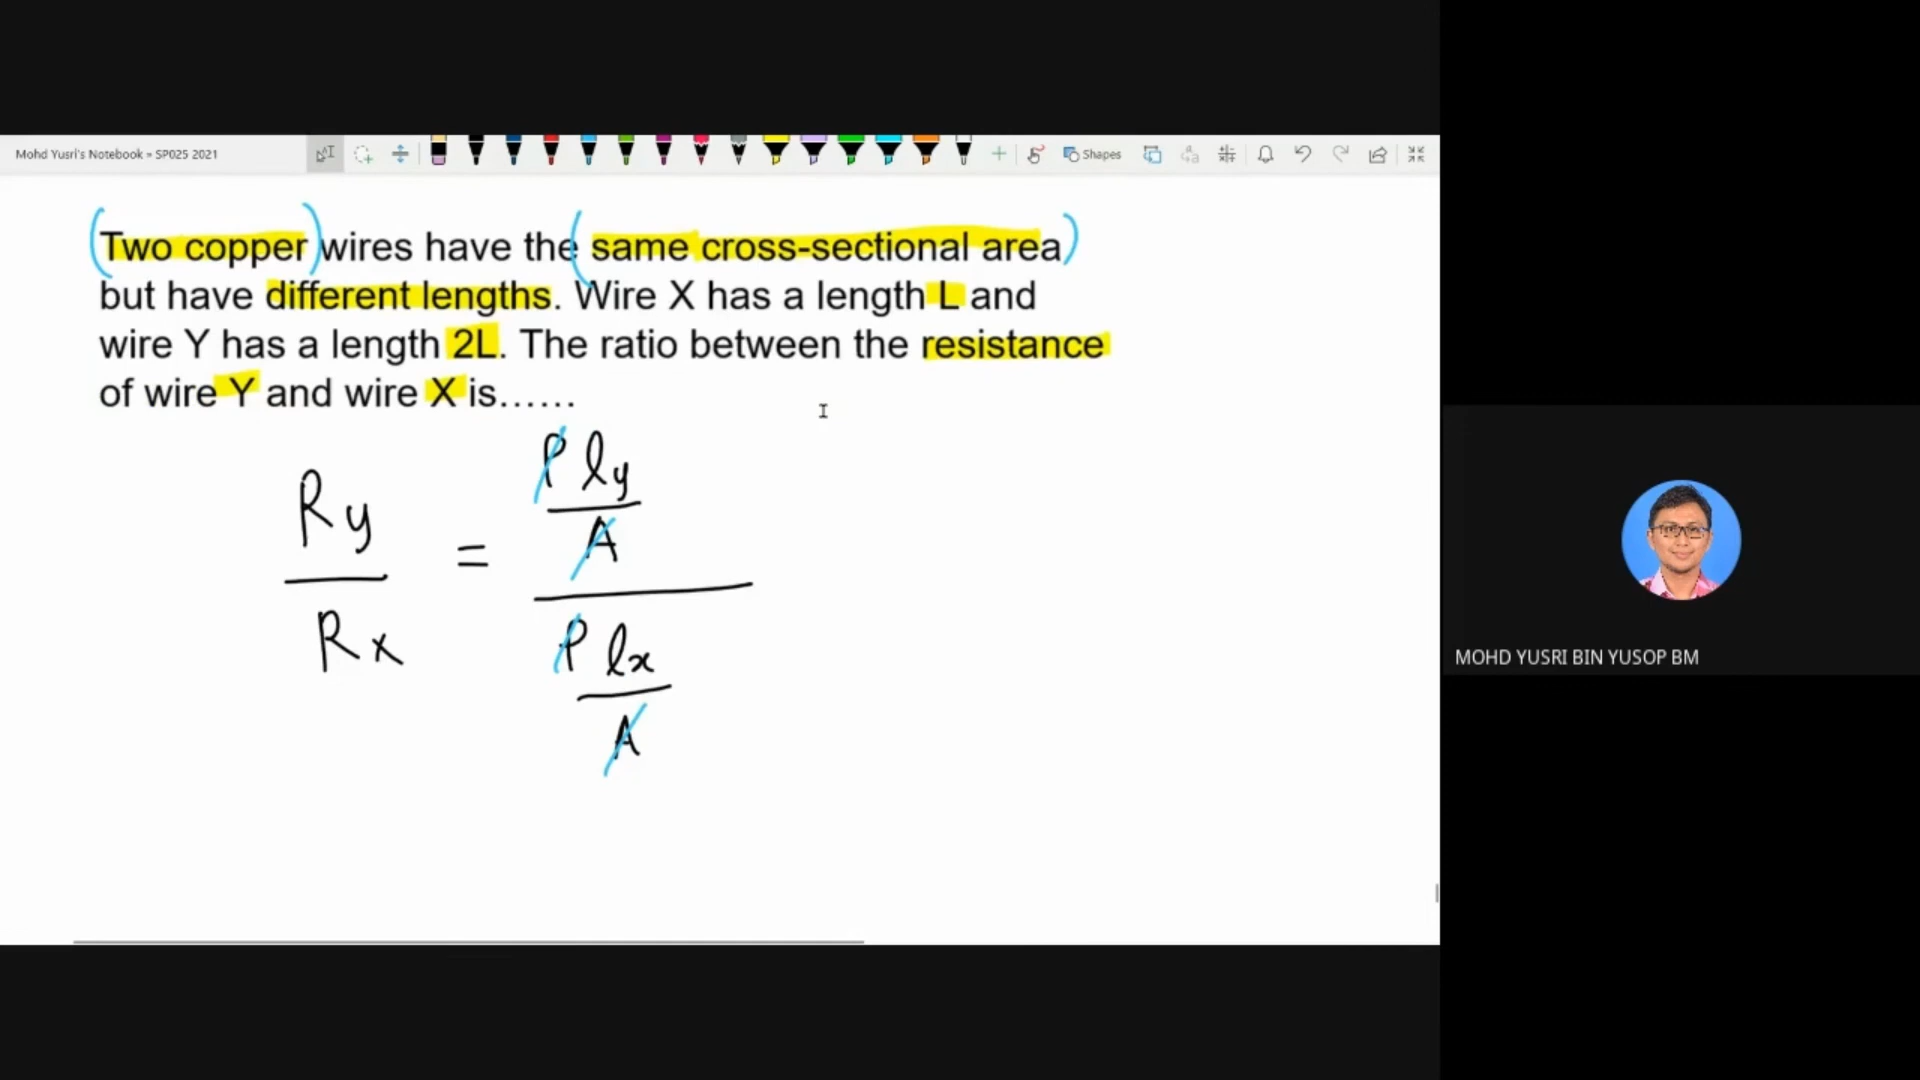 Mohd Yusri's Notebook » SP025 2021
Shapes
Two copper wires have the same cross-sectional area
but have different lengths. Wire X has a length L and
wire Y has a length 2L. The ratio between the resistance
of wire Y and wire X is......
ρ ly
Ry
A
=
Rx
ρ lx
A
MOHD YUSRI BIN YUSOP BM